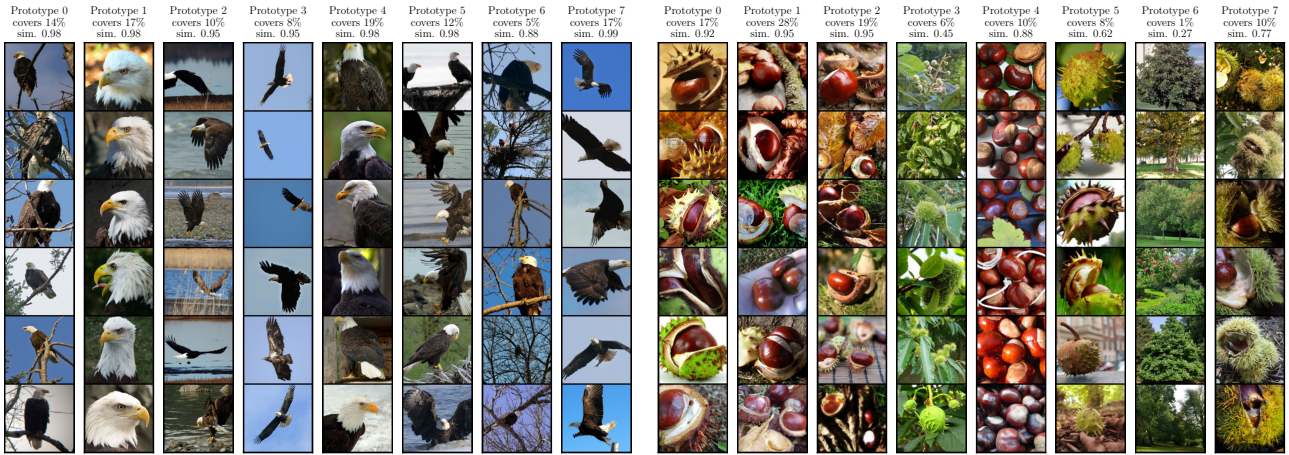 Prototype 0
covers 14%
sim. 0.98
Prototype 1
covers 17%
sim. 0.98
Prototype 2
covers 10%
sim. 0.95
Prototype 3
covers 8%
sim. 0.95
Prototype 4
covers 19%
sim. 0.98
Prototype 5
covers 12%
sim. 0.98
Prototype 6
covers 5%
sim. 0.88
Prototype 7
covers 17%
sim. 0.99
Prototype 0
covers 17%
sim. 0.92
Prototype 1
covers 28%
sim. 0.95
Prototype 2
covers 19%
sim. 0.95
Prototype 3
covers 6%
sim. 0.45
Prototype 4
covers 10%
sim. 0.88
Prototype 5
covers 8%
sim. 0.62
Prototype 6
covers 1%
sim. 0.27
Prototype 7
covers 10%
sim. 0.77